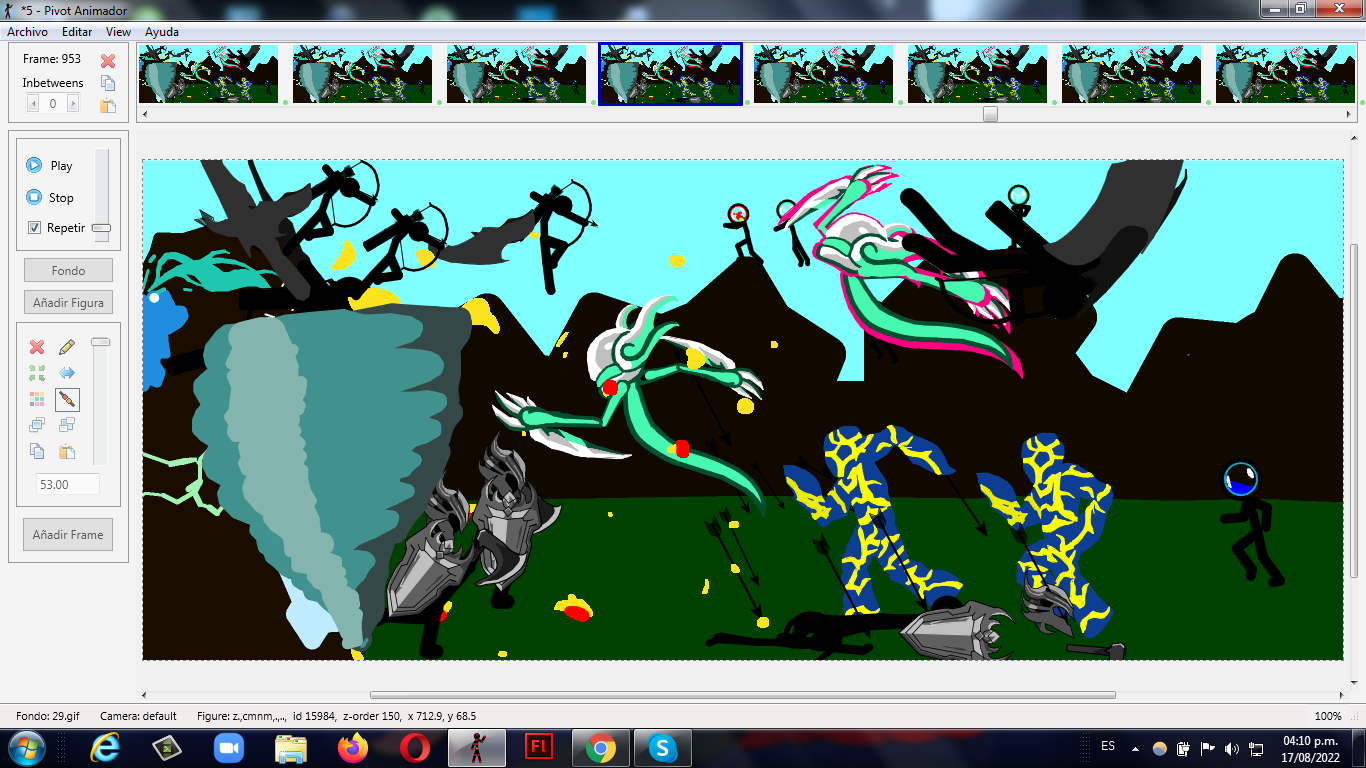 *5 - Pivot Animador
Archivo Editar View Ayuda
Frame: 953
Inbetweens
0
Play
Stop
Repetir
Fondo
Añadir Figura
53.00
Añadir Frame
Fondo: 29.gif Camera: default Figure: z.,cmnm,.,.., id 15984, z-order 150, x 712.9, y 68.5 100%
Fl
ES 04:10 p.m.
17/08/2022